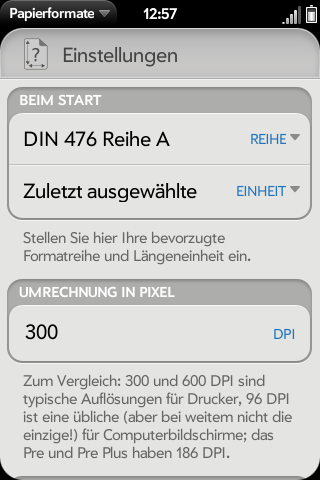 Papierformate 12:57
?
Einstellungen
BEIM START
DIN 476 Reihe A REIHE
Zuletzt ausgewählte EINHEIT
Stellen Sie hier Ihre bevorzugte
Formatreihe und Längeneinheit ein.
UMRECHNUNG IN PIXEL
300 DPI
Zum Vergleich: 300 und 600 DPI sind
typische Auflösungen für Drucker, 96 DPI
ist eine übliche (aber bei weitem nicht die
einzige!) für Computerbildschirme; das
Pre und Pre Plus haben 186 DPI.